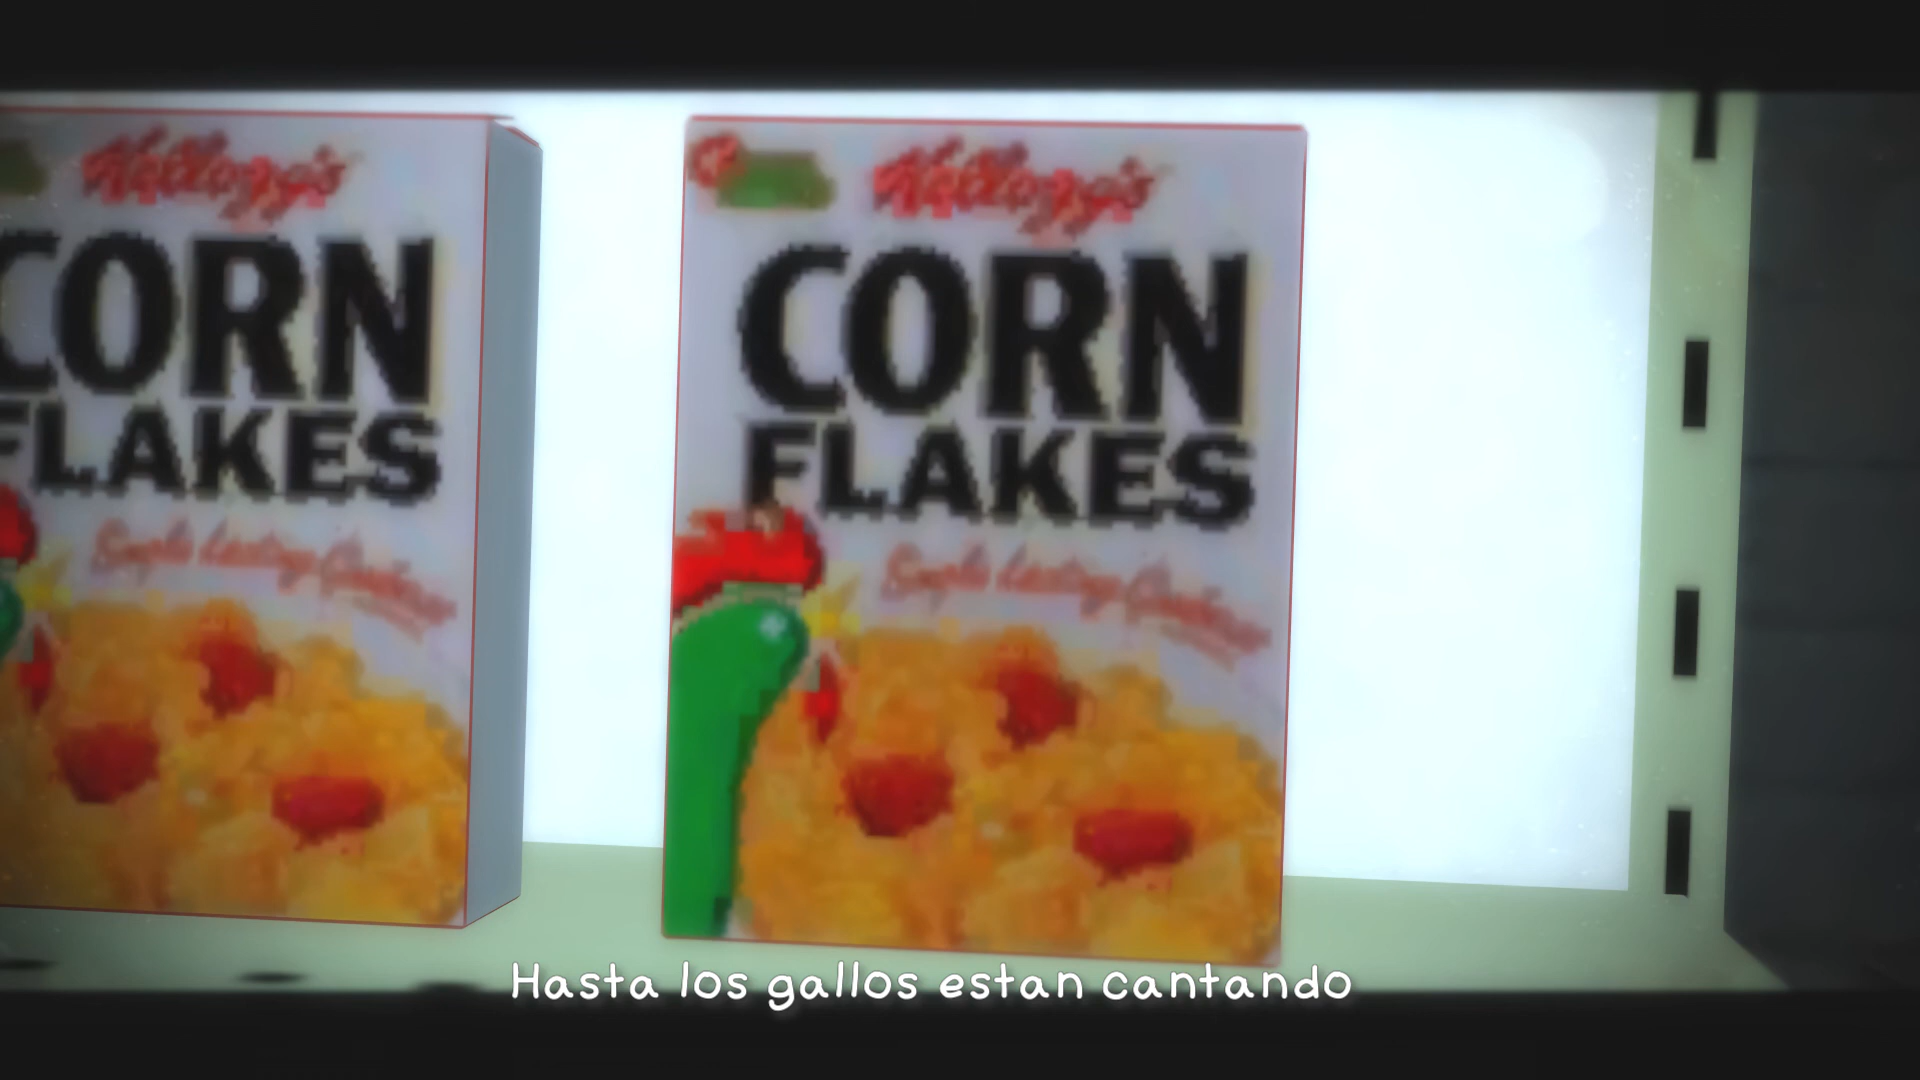 Kellogg's
CORN
FLAKES
Kellogg's
CORN
FLAKES
Hasta los gallos estan cantando